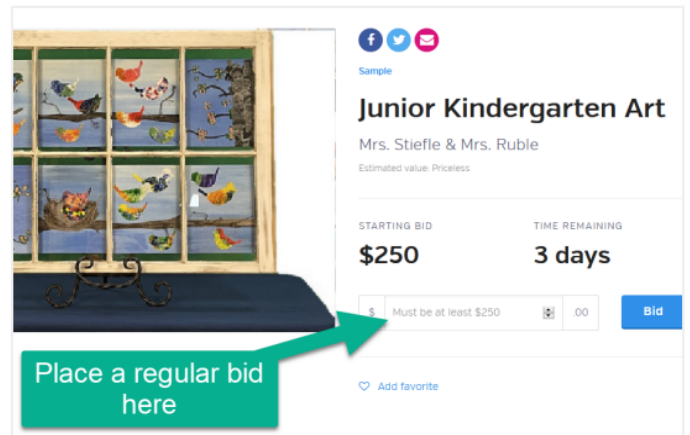 Sample
Junior Kindergarten Art
Mrs. Stiefle & Mrs. Ruble
Estimated value: Priceless
STARTING BID
TIME REMAINING
$250
3 days
$ Must be at least $250 .00
Bid
Place a regular bid
here
Add favorite